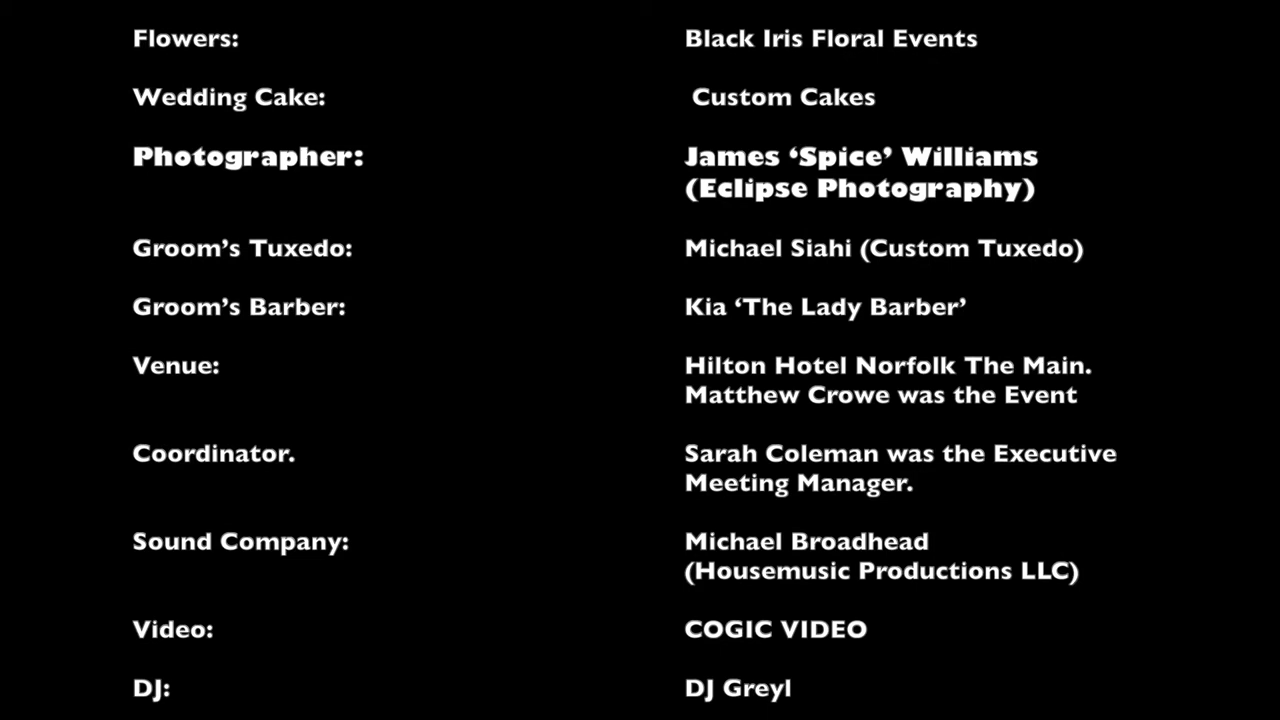 Flowers: Black Iris Floral Events
Wedding Cake: Custom Cakes
Photographer: James ‘Spice’ Williams
(Eclipse Photography)
Groom’s Tuxedo: Michael Siahi (Custom Tuxedo)
Groom’s Barber: Kia ‘The Lady Barber’
Venue: Hilton Hotel Norfolk The Main.
Matthew Crowe was the Event
Coordinator. Sarah Coleman was the Executive
Meeting Manager.
Sound Company: Michael Broadhead
(Housemusic Productions LLC)
Video: COGIC VIDEO
DJ: DJ Greyl